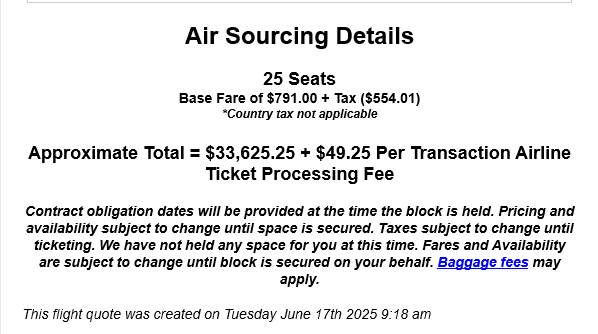 Air Sourcing Details
25 Seats
Base Fare of $791.00 + Tax ($554.01)
*Country tax not applicable
Approximate Total = $33,625.25 + $49.25 Per Transaction Airline
Ticket Processing Fee
Contract obligation dates will be provided at the time the block is held. Pricing and
availability subject to change until space is secured. Taxes subject to change until
ticketing. We have not held any space for you at this time. Fares and Availability
are subject to change until block is secured on your behalf. Baggage fees may
apply.
This flight quote was created on Tuesday June 17th 2025 9:18 am